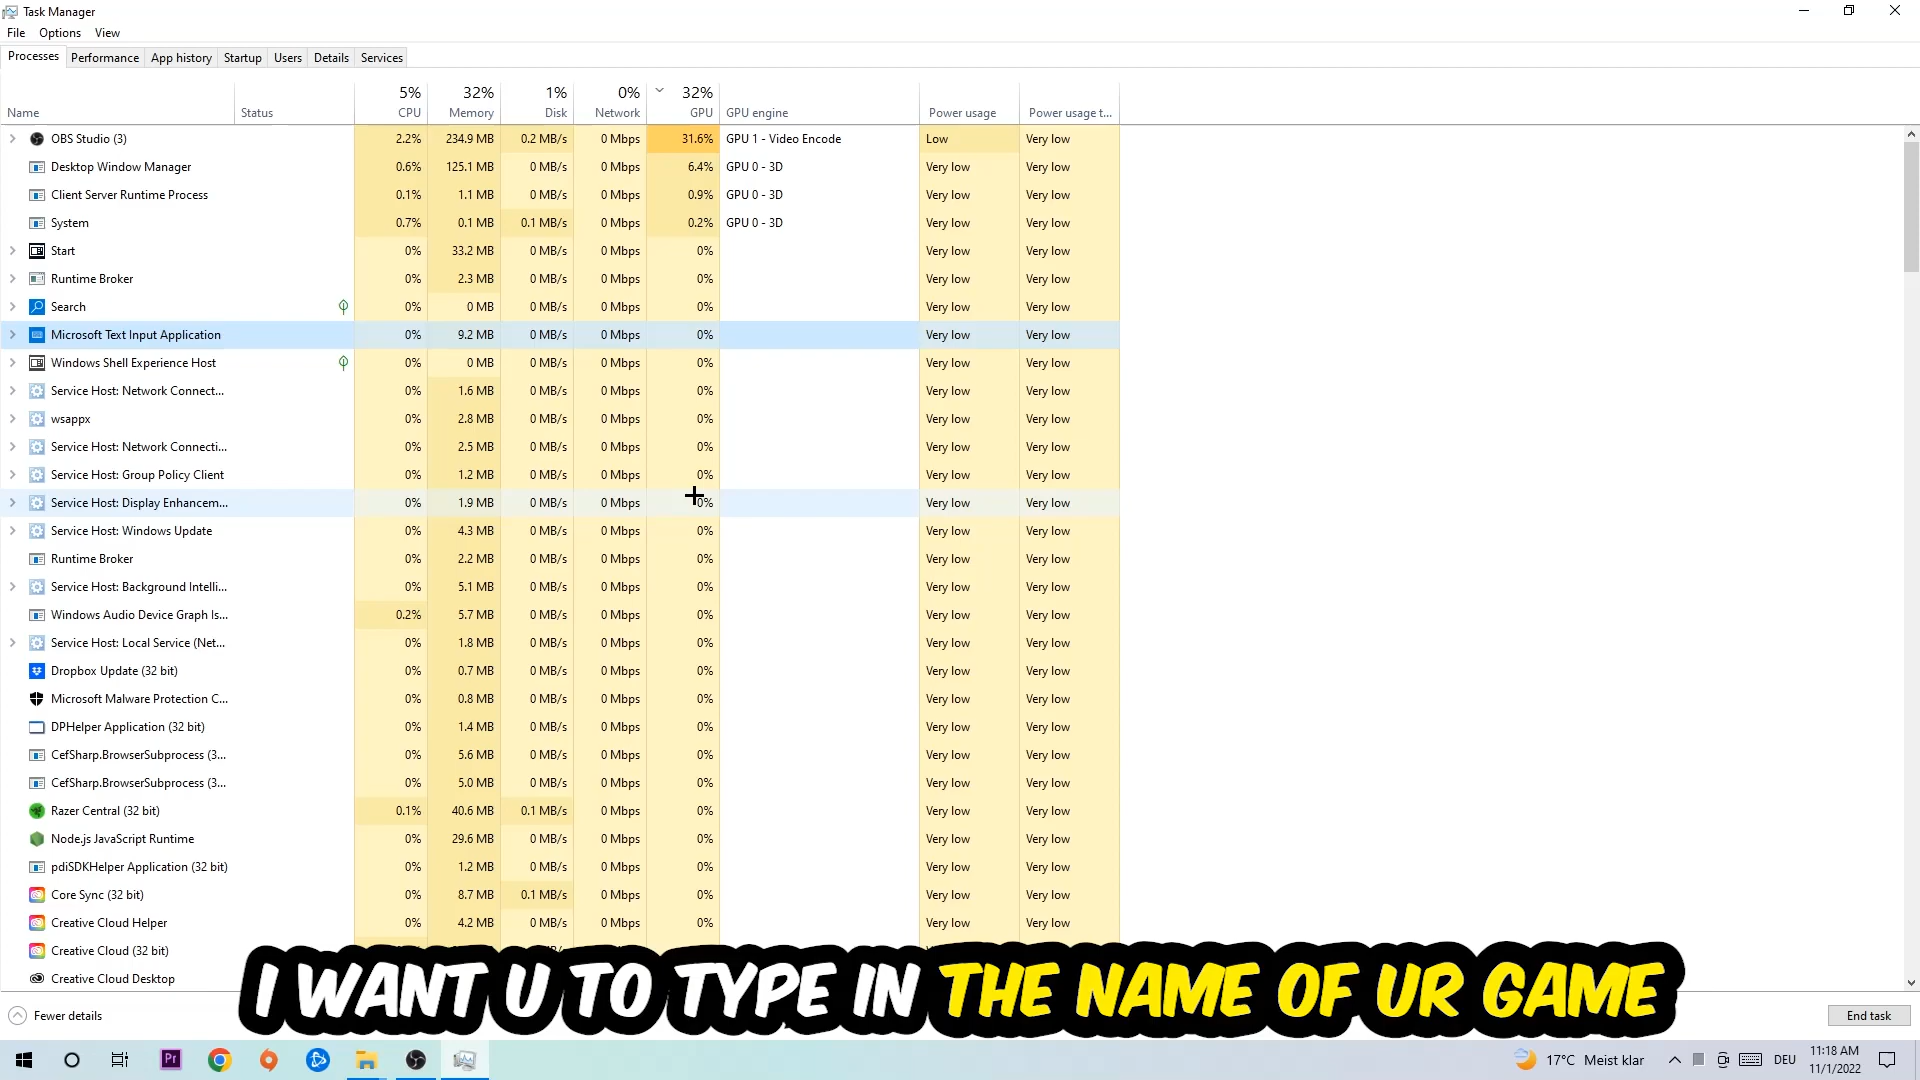 Task Manager
File Options View
Processes Performance App history Startup Users Details Services
5% 32% 1% 0% 32%
Name Status CPU Memory Disk Network GPU GPU engine Power usage Power usage t...
OBS Studio (3) 2.2% 234.9 MB 0.2 MB/s 0 Mbps 31.6% GPU 1 - Video Encode Low Very low
Desktop Window Manager 0.6% 125.1 MB 0 MB/s 0 Mbps 6.4% GPU 0 - 3D Very low Very low
Client Server Runtime Process 0.1% 1.1 MB 0 MB/s 0 Mbps 0.9% GPU 0 - 3D Very low Very low
System 0.7% 0.1 MB 0.1 MB/s 0 Mbps 0.2% GPU 0 - 3D Very low Very low
Start 0% 33.2 MB 0 MB/s 0 Mbps 0% Very low Very low
Runtime Broker 0% 2.3 MB 0 MB/s 0 Mbps 0% Very low Very low
Search 0% 0 MB 0 MB/s 0 Mbps 0% Very low Very low
Microsoft Text Input Application 0% 9.2 MB 0 MB/s 0 Mbps 0% Very low Very low
Windows Shell Experience Host 0% 0 MB 0 MB/s 0 Mbps 0% Very low Very low
Service Host: Network Connect... 0% 1.6 MB 0 MB/s 0 Mbps 0% Very low Very low
wsappx 0% 2.8 MB 0 MB/s 0 Mbps 0% Very low Very low
Service Host: Network Connecti... 0% 2.5 MB 0 MB/s 0 Mbps 0% Very low Very low
Service Host: Group Policy Client 0% 1.2 MB 0 MB/s 0 Mbps 0% Very low Very low
Service Host: Display Enhancem... 0% 1.9 MB 0 MB/s 0 Mbps 0% Very low Very low
Service Host: Windows Update 0% 4.3 MB 0 MB/s 0 Mbps 0% Very low Very low
Runtime Broker 0% 2.2 MB 0 MB/s 0 Mbps 0% Very low Very low
Service Host: Background Intelli... 0% 5.1 MB 0 MB/s 0 Mbps 0% Very low Very low
Windows Audio Device Graph Is... 0.2% 5.7 MB 0 MB/s 0 Mbps 0% Very low Very low
Service Host: Local Service (Net... 0% 1.8 MB 0 MB/s 0 Mbps 0% Very low Very low
Dropbox Update (32 bit) 0% 0.7 MB 0 MB/s 0 Mbps 0% Very low Very low
Microsoft Malware Protection C... 0% 0.8 MB 0 MB/s 0 Mbps 0% Very low Very low
DPHelper Application (32 bit) 0% 1.4 MB 0 MB/s 0 Mbps 0% Very low Very low
CefSharp.BrowserSubprocess (3... 0% 5.6 MB 0 MB/s 0 Mbps 0% Very low Very low
CefSharp.BrowserSubprocess (3... 0% 5.0 MB 0 MB/s 0 Mbps 0% Very low Very low
Razer Central (32 bit) 0.1% 40.6 MB 0.1 MB/s 0 Mbps 0% Very low Very low
Node.js JavaScript Runtime 0% 29.6 MB 0 MB/s 0 Mbps 0% Very low Very low
pdiSDKHelper Application (32 bit) 0% 1.2 MB 0 MB/s 0 Mbps 0% Very low Very low
Core Sync (32 bit) 0% 8.7 MB 0.1 MB/s 0 Mbps 0% Very low Very low
Creative Cloud Helper 0% 4.2 MB 0 MB/s 0 Mbps 0% Very low Very low
Creative Cloud (32 bit)
Creative Cloud Desktop
I WANT U TO TYPE IN THE NAME OF UR GAME
Fewer details End task
Pr 17°C Meist klar DEU 11:18 AM
11/1/2022